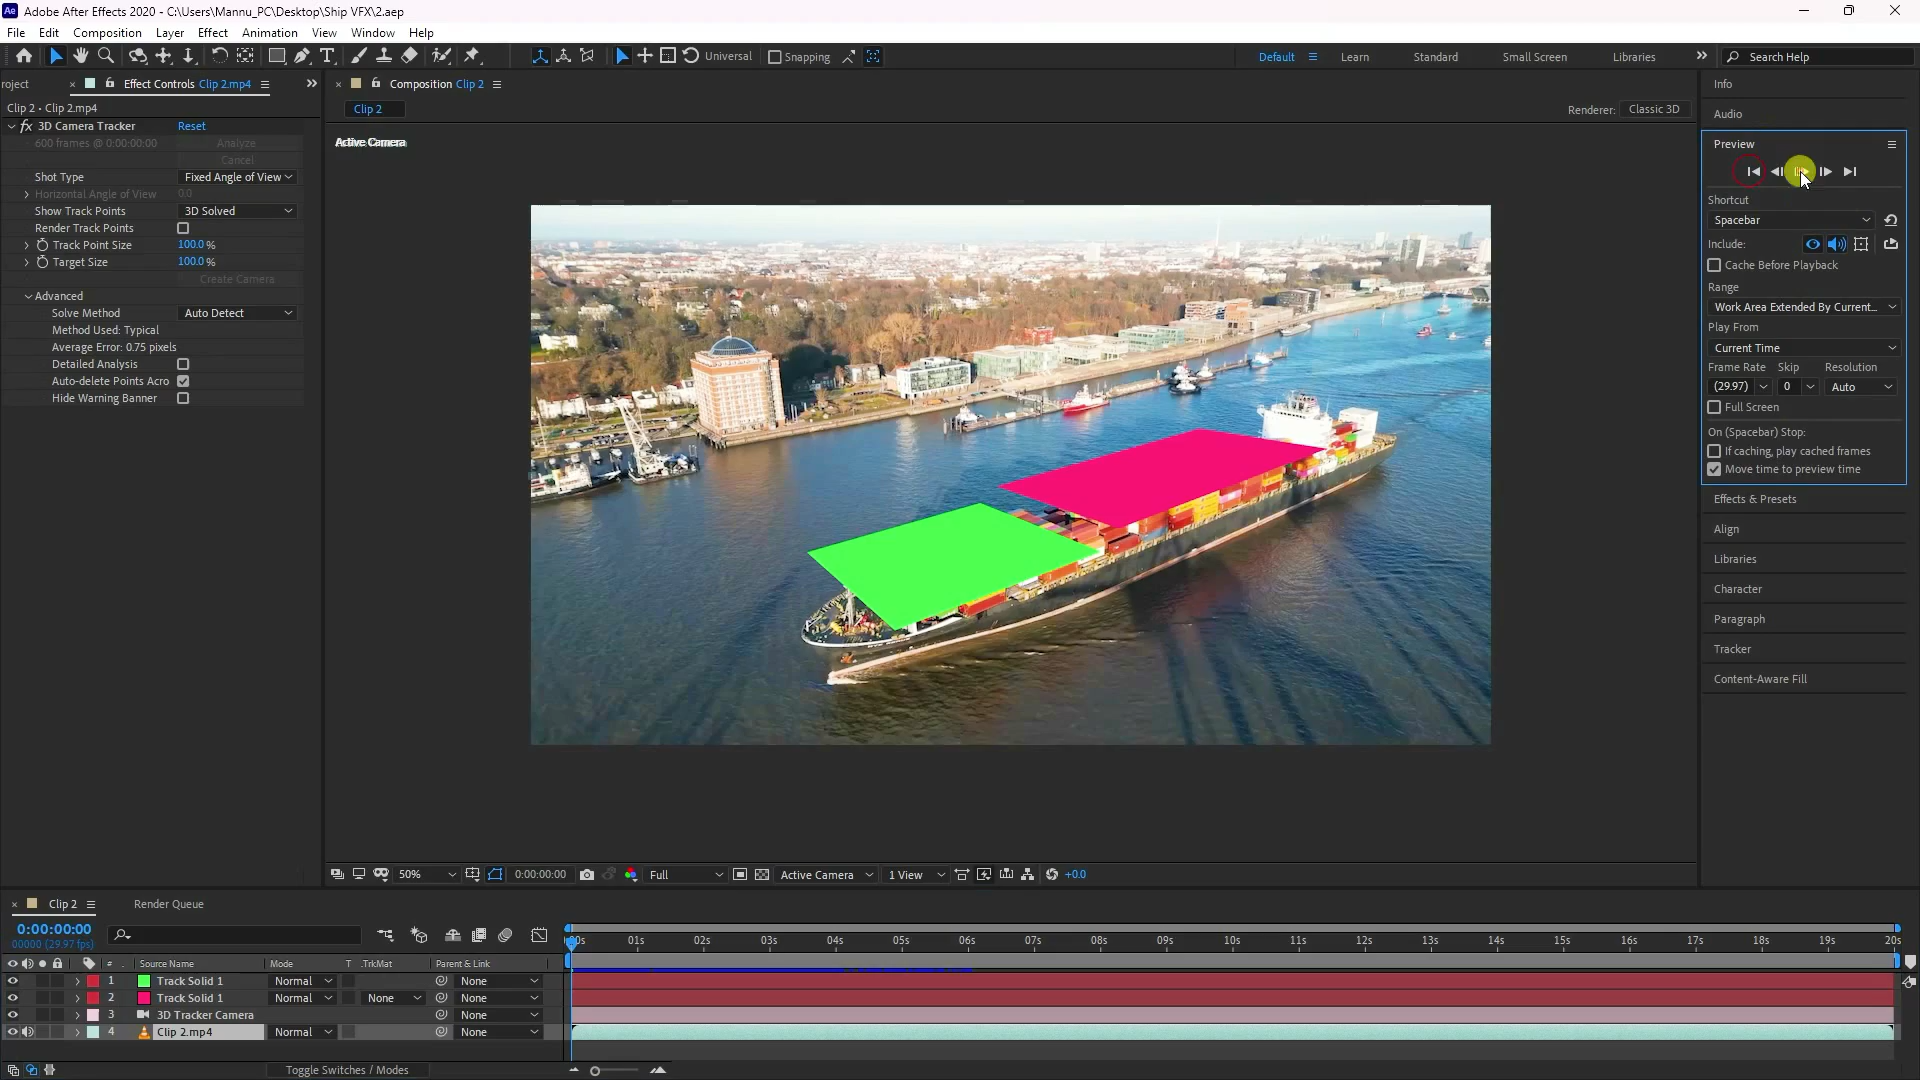 Adobe After Effects 2020 - C:\Users\Mannu_PC\Desktop\Ship VFX\2.aep
File Edit Composition Layer Effect Animation View Window Help
Universal Snapping Default Learn Standard Small Screen Libraries Search Help
roject Effect Controls Clip 2.mp4
Composition Clip 2
Clip 2 • Clip 2.mp4
Clip 2
Renderer: Classic 3D
fx 3D Camera Tracker Reset
600 frames @ 0:00:00:00 Analyze
Cancel
Shot Type Fixed Angle of View
Horizontal Angle of View 0.0
Show Track Points 3D Solved
Render Track Points
Track Point Size 100.0 %
Target Size 100.0 %
Create Camera
Advanced
Solve Method Auto Detect
Method Used: Typical
Average Error: 0.75 pixels
Detailed Analysis
Auto-delete Points Acro
Hide Warning Banner
Active Camera
50% 0:00:00:00 Full Active Camera 1 View +0.0
Info
Audio
Preview
Shortcut
Spacebar
Include:
Cache Before Playback
Range
Work Area Extended By Current...
Play From
Current Time
Frame Rate Skip Resolution
(29.97) 0 Auto
Full Screen
On (Spacebar) Stop:
If caching, play cached frames
Move time to preview time
Effects & Presets
Align
Libraries
Character
Paragraph
Tracker
Content-Aware Fill
Clip 2 Render Queue
0:00:00:00
00000 (29.97 fps)
01s 02s 03s 04s 05s 06s 07s 08s 09s 10s 11s 12s 13s 14s 15s 16s 17s 18s 19s 20s
# Source Name Mode T .TrkMat Parent & Link
1 Track Solid 1 Normal None
2 Track Solid 1 Normal None None
3 3D Tracker Camera None
4 Clip 2.mp4 Normal None
Toggle Switches / Modes